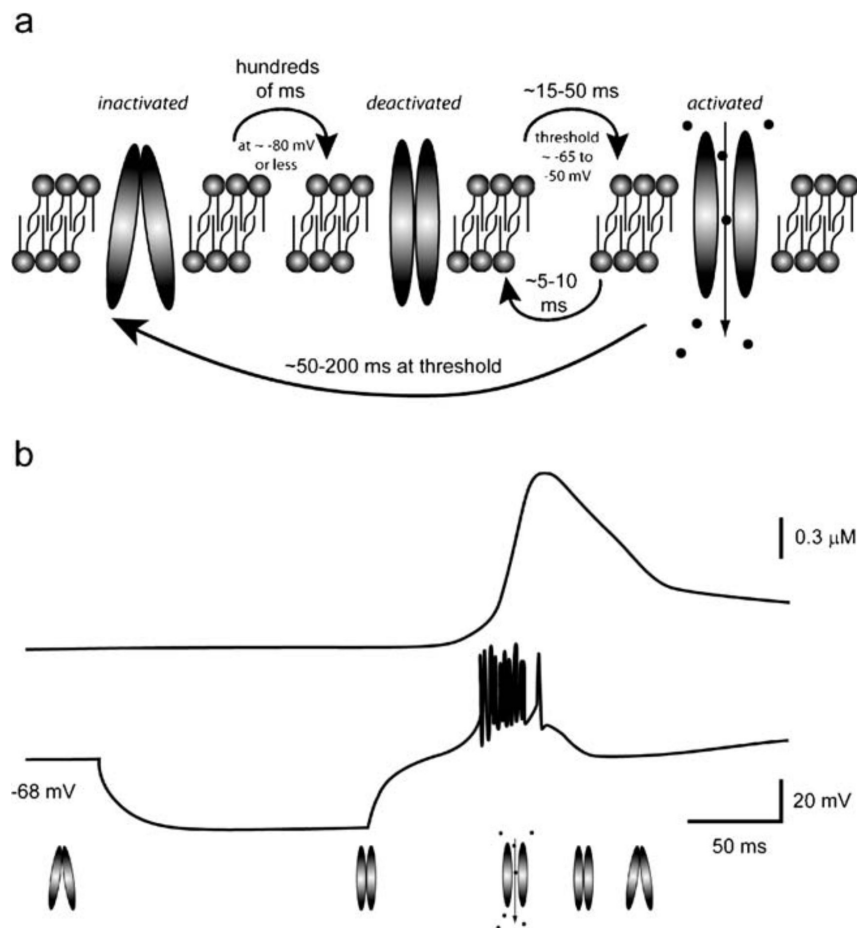 a
hundreds
of ms
~15-50 ms
inactivated
deactivated
activated
at ~ -80 mV
or less
threshold
~ -65 to
-50 mV
~5-10
ms
~50-200 ms at threshold
b
0.3 μM
-68 mV
20 mV
50 ms